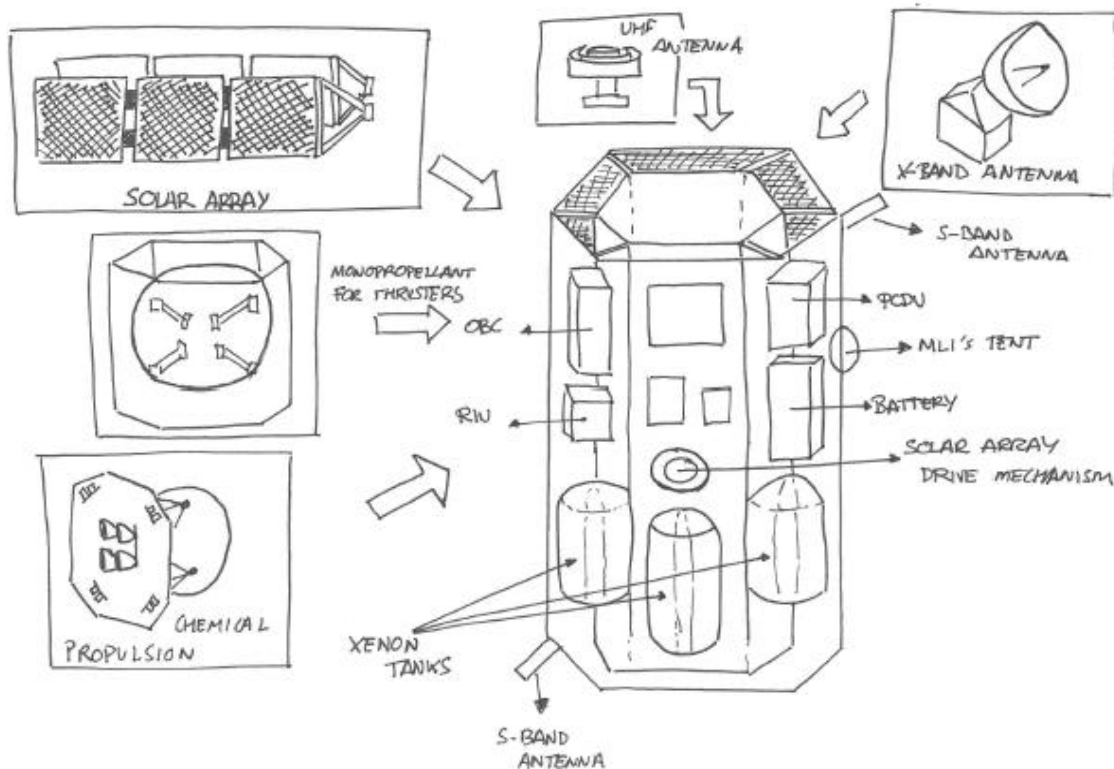 UHF
ANTENNA
SOLAR ARRAY
X-BAND ANTENNA
S-BAND
ANTENNA
MONOPROPELLANT
FOR THRUSTERS
OBC
PCDU
MLI'S TENT
RIU
BATTERY
SOLAR ARRAY
DRIVE MECHANISM
CHEMICAL
PROPULSION
XENON
TANKS
S-BAND
ANTENNA